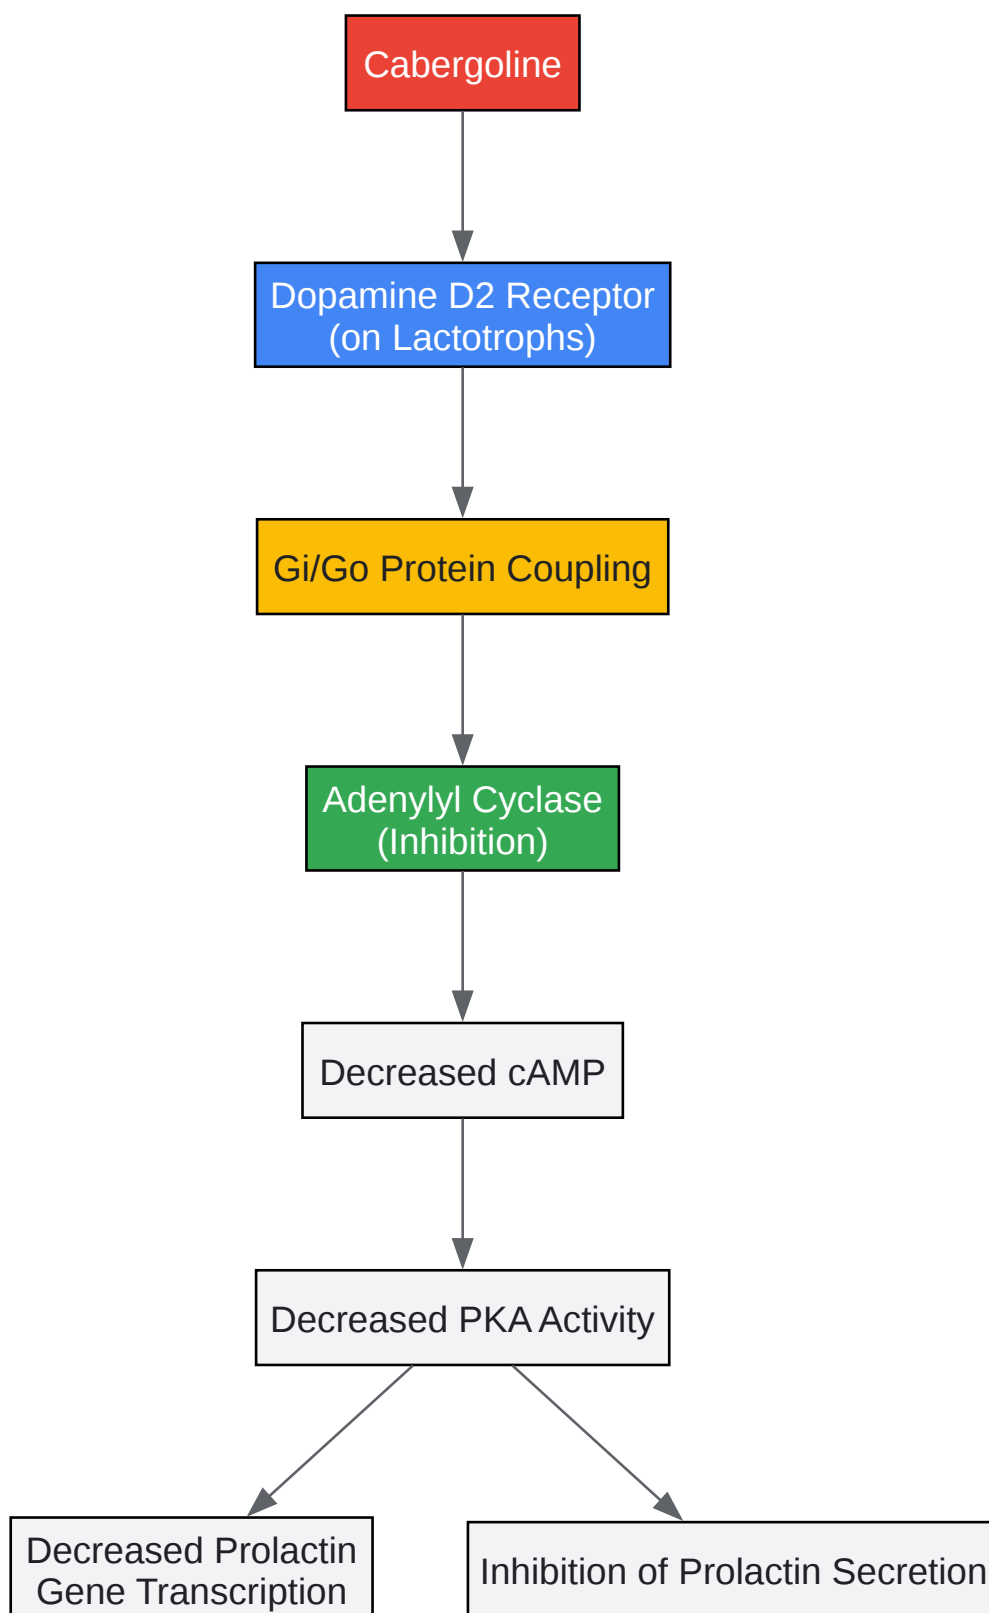 Cabergoline
Dopamine D2 Receptor
(on Lactotrophs)
Gi/Go Protein Coupling
Adenylyl Cyclase
(Inhibition)
Decreased cAMP
Decreased PKA Activity
Decreased Prolactin
Gene Transcription
Inhibition of Prolactin Secretion